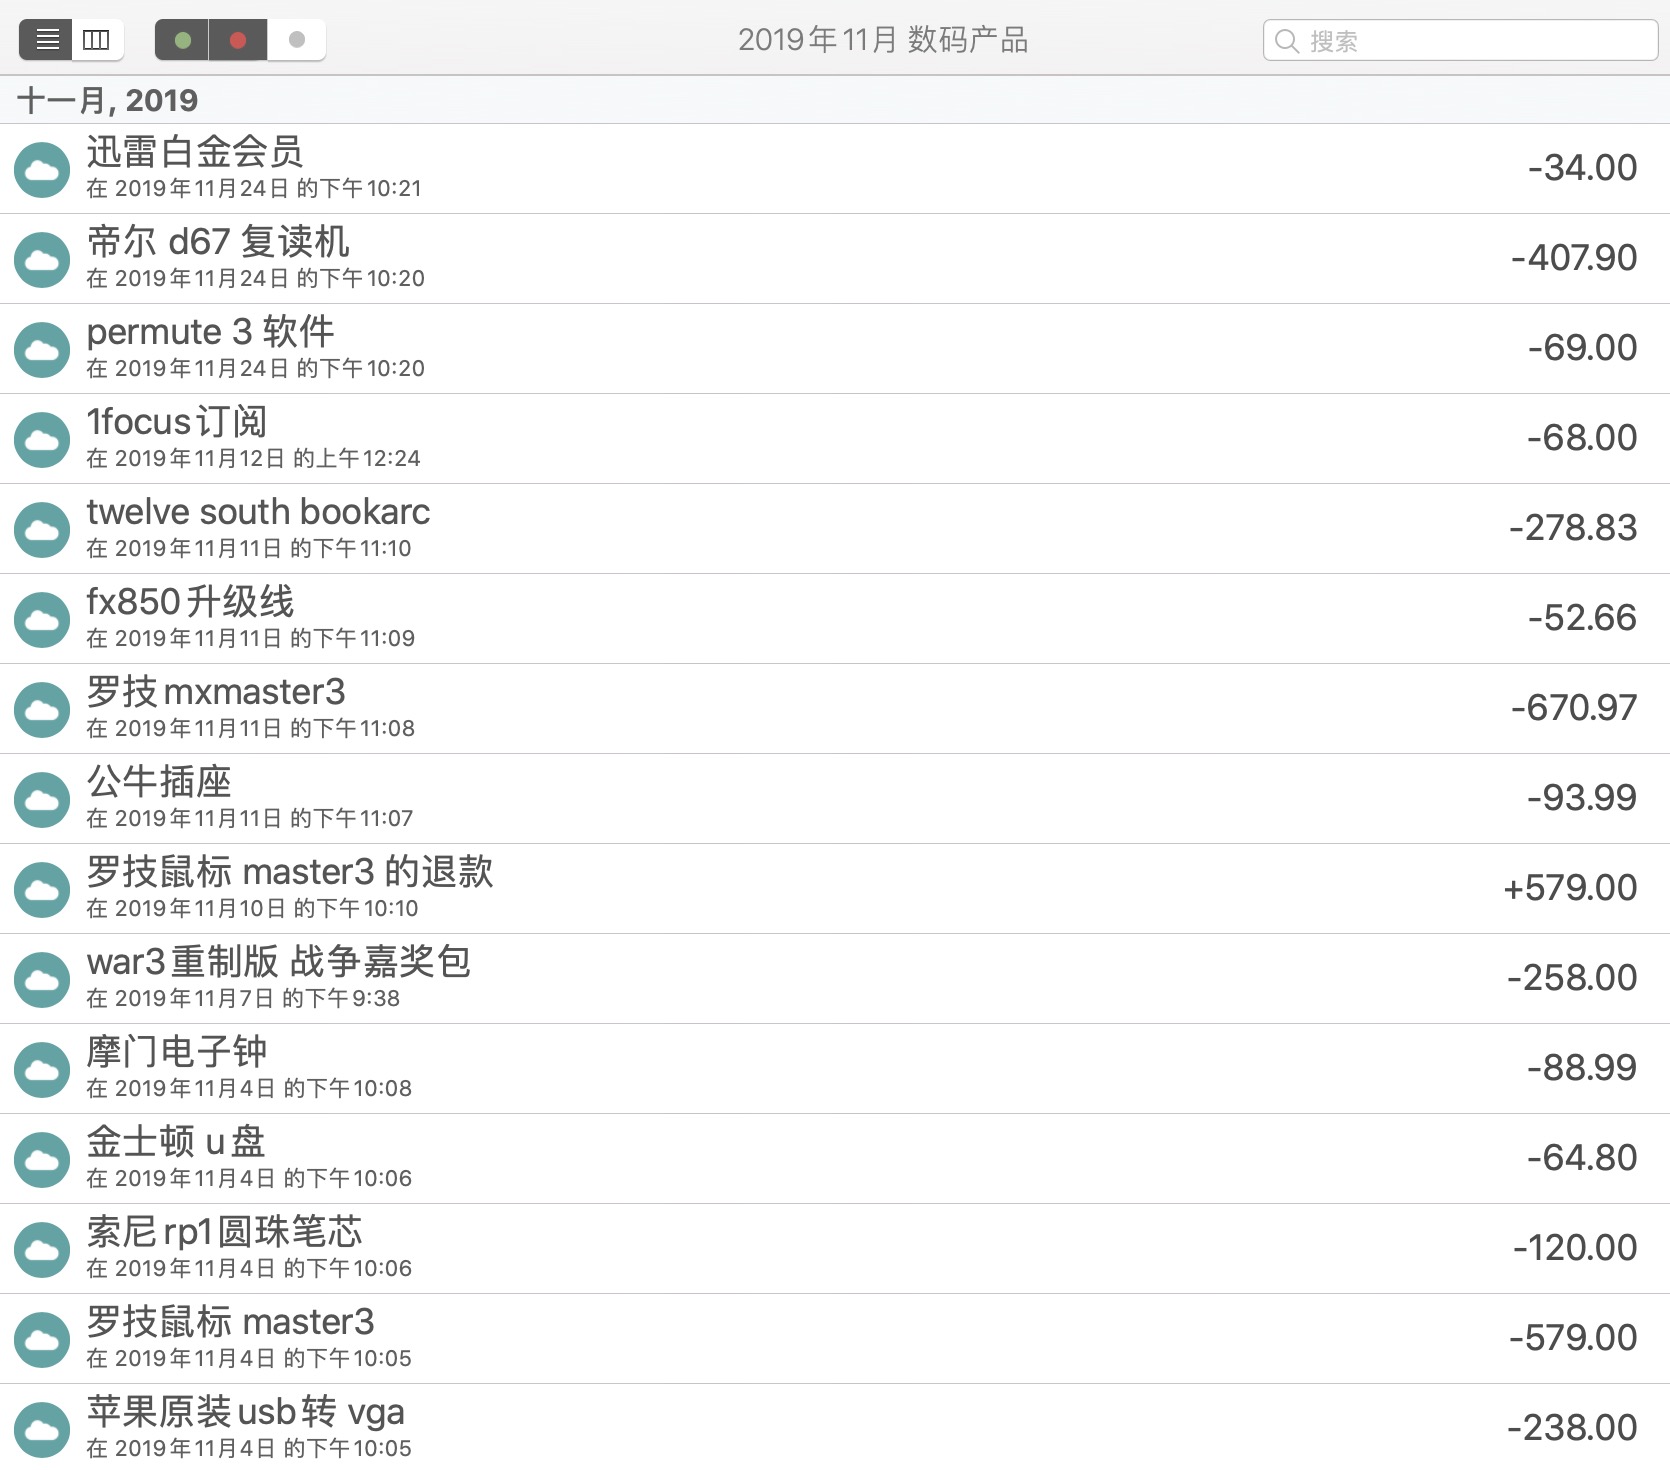 2019年11月 数码产品
搜索
十一月, 2019
迅雷白金会员
在 2019年11月24日 的下午10:21
-34.00
帝尔 d67 复读机
在 2019年11月24日 的下午10:20
-407.90
permute 3 软件
在 2019年11月24日 的下午10:20
-69.00
1focus订阅
在 2019年11月12日 的上午12:24
-68.00
twelve south bookarc
在 2019年11月11日 的下午11:10
-278.83
fx850升级线
在 2019年11月11日 的下午11:09
-52.66
罗技mxmaster3
在 2019年11月11日 的下午11:08
-670.97
公牛插座
在 2019年11月11日 的下午11:07
-93.99
罗技鼠标 master3 的退款
在 2019年11月10日 的下午10:10
+579.00
war3重制版 战争嘉奖包
在 2019年11月7日 的下午9:38
-258.00
摩门电子钟
在 2019年11月4日 的下午10:08
-88.99
金士顿 u盘
在 2019年11月4日 的下午10:06
-64.80
索尼rp1圆珠笔芯
在 2019年11月4日 的下午10:06
-120.00
罗技鼠标 master3
在 2019年11月4日 的下午10:05
-579.00
苹果原装usb转 vga
在 2019年11月4日 的下午10:05
-238.00